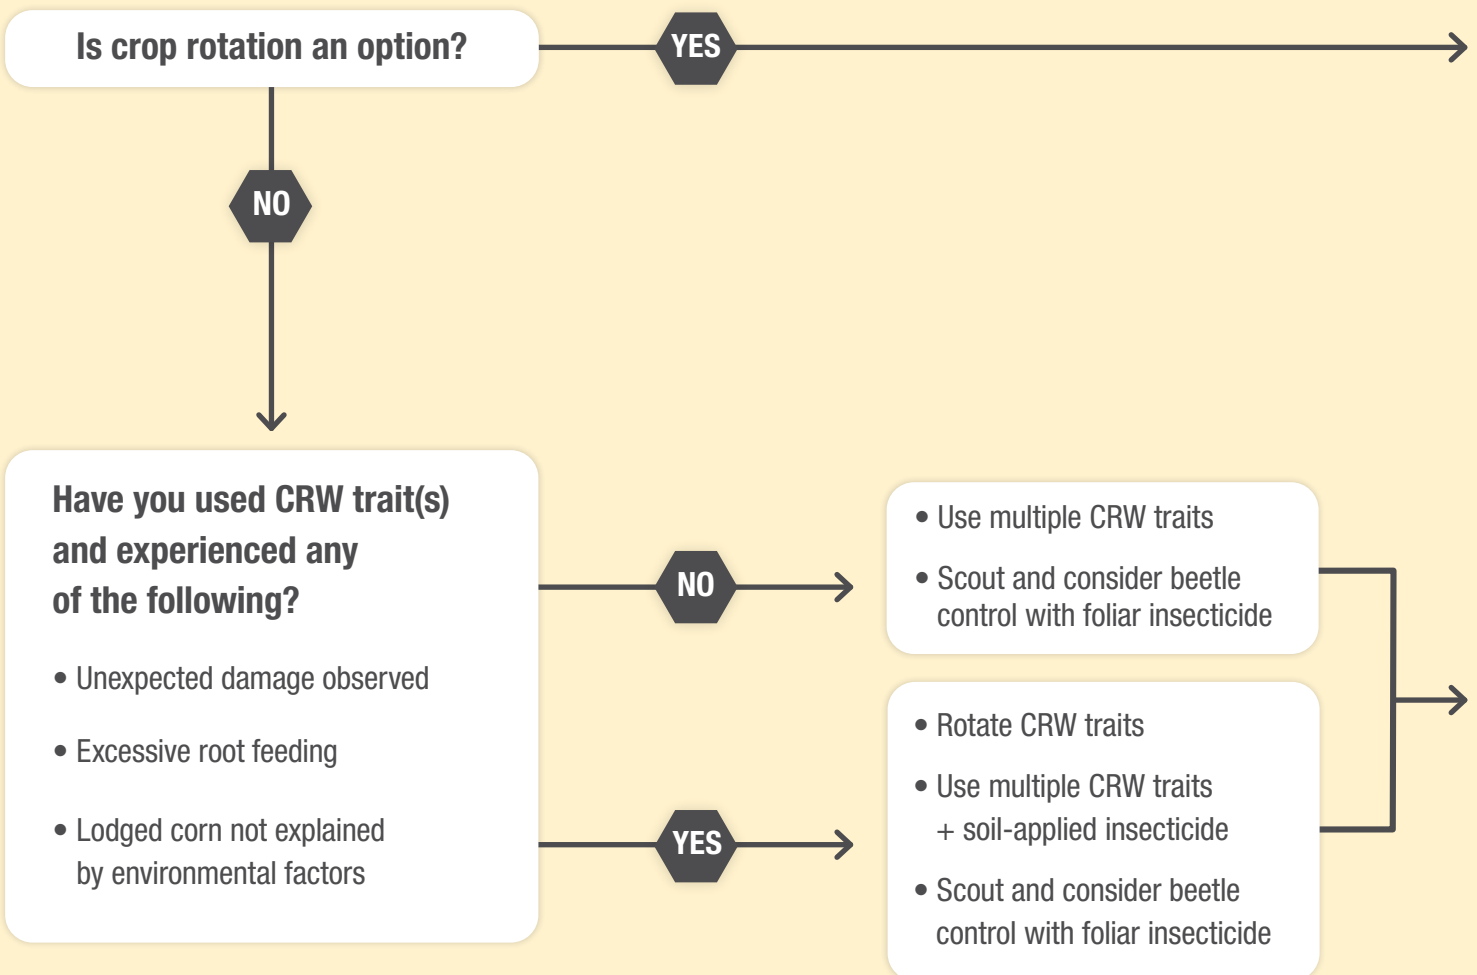 Is crop rotation an option?
YES
NO
Have you used CRW trait(s)
and experienced any
of the following?
• Unexpected damage observed
• Excessive root feeding
• Lodged corn not explained
by environmental factors
NO
• Use multiple CRW traits
• Scout and consider beetle
control with foliar insecticide
YES
• Rotate CRW traits
• Use multiple CRW traits
+ soil-applied insecticide
• Scout and consider beetle
control with foliar insecticide